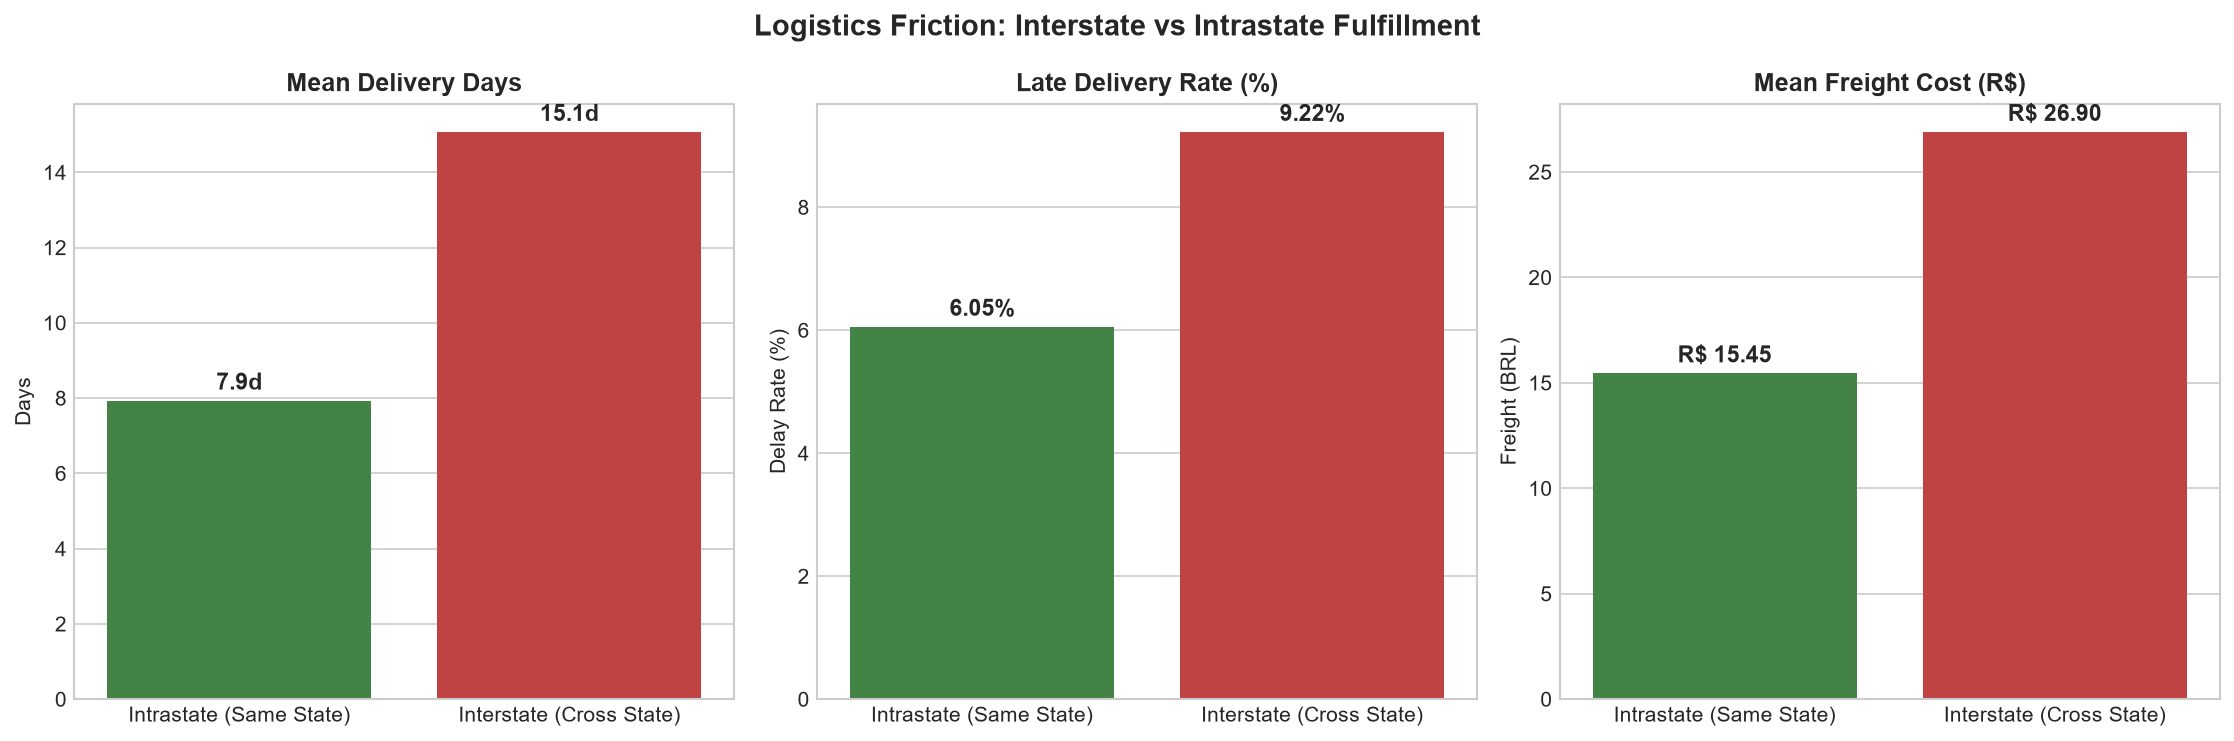 Logistics Friction: Interstate vs Intrastate Fulfillment
Mean Delivery Days
15.1d
7.9d
14
12
10
8
6
4
2
0
Days
Intrastate (Same State)
Interstate (Cross State)
Late Delivery Rate (%)
9.22%
6.05%
8
6
4
2
0
Delay Rate (%)
Intrastate (Same State)
Interstate (Cross State)
Mean Freight Cost (R$)
R$ 26.90
R$ 15.45
25
20
15
10
5
0
Freight (BRL)
Intrastate (Same State)
Interstate (Cross State)